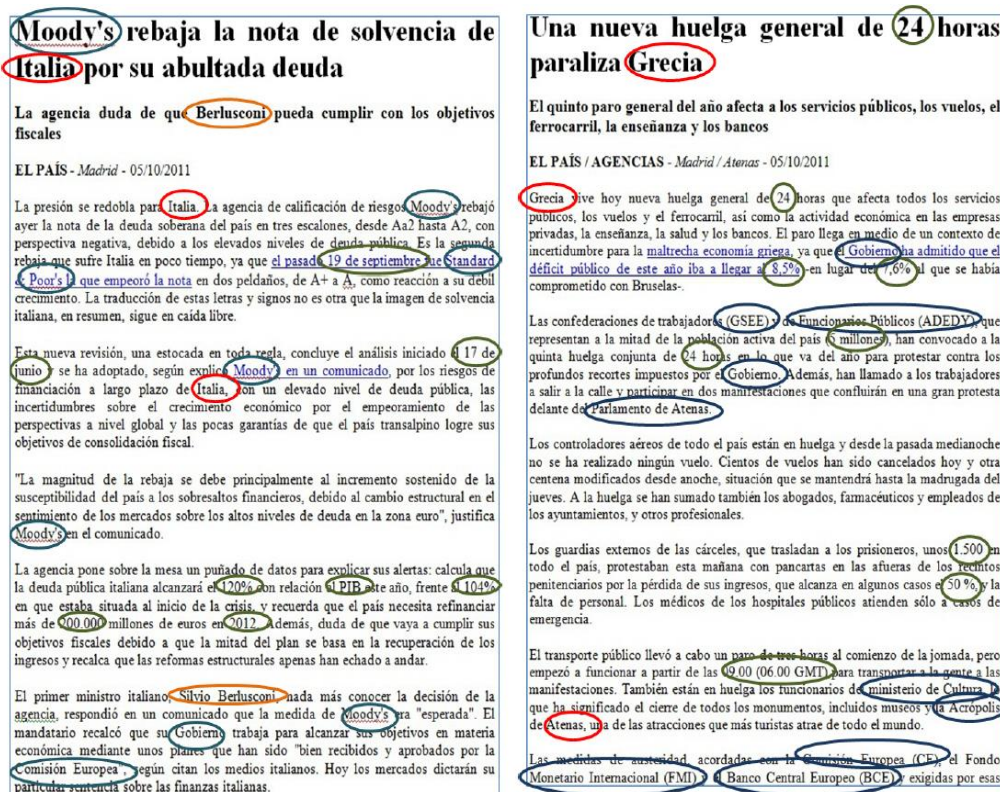 Moody's rebaja la nota de solvencia de
Italia por su abultada deuda
La agencia duda de que Berlusconi pueda cumplir con los objetivos
fiscales
EL PAÍS - Madrid - 05/10/2011
La presión se redobla para Italia. La agencia de calificación de riesgos Moody's rebajó
ayer la nota de la deuda soberana del país en tres escalones, desde Aa2 hasta A2, con
perspectiva negativa, debido a los elevados niveles de deuda pública. Es la segunda
rebaja que sufre Italia en poco tiempo, ya que el pasado 19 de septiembre fue Standard
& Poor's la que empeoró la nota en dos peldaños, de A+ a A, como reacción a su débil
crecimiento. La traducción de estas letras y signos no es otra que la imagen de solvencia
italiana, en resumen, sigue en caída libre.
Esta nueva revisión, una estocada en toda regla, concluye el análisis iniciado el 17 de
junio y se ha adoptado, según explica Moody's en un comunicado, por los riesgos de
financiación a largo plazo de Italia, con un elevado nivel de deuda pública, las
incertidumbres sobre el crecimiento económico por el empeoramiento de las
perspectivas a nivel global y las pocas garantías de que el país transalpino logre sus
objetivos de consolidación fiscal.
"La magnitud de la rebaja se debe principalmente al incremento sostenido de la
susceptibilidad del país a los sobresaltos financieros, debido al cambio estructural en el
sentimiento de los mercados sobre los altos niveles de deuda en la zona euro", justifica
Moody's en el comunicado.
La agencia pone sobre la mesa un puñado de datos para explicar sus alertas: calcula que
la deuda pública italiana alcanzará el 120% con relación al PIB este año, frente al 104%
en que estaba situada al inicio de la crisis, y recuerda que el país necesita refinanciar
más de 200.000 millones de euros en 2012. Además, duda de que vaya a cumplir sus
objetivos fiscales debido a que la mitad del plan se basa en la recuperación de los
ingresos y recalca que las reformas estructurales apenas han echado a andar.
El primer ministro italiano, Silvio Berlusconi, nada más conocer la decisión de la
agencia, respondió en un comunicado que la medida de Moody's era "esperada". El
mandatario recalcó que su Gobierno trabaja para alcanzar sus objetivos en materia
económica mediante unos planes que han sido "bien recibidos y aprobados por la
Comisión Europea", según citan los medios italianos. Hoy los mercados dictarán su
particular sentencia sobre las finanzas italianas.
Una nueva huelga general de 24 horas
paraliza Grecia
El quinto paro general del año afecta a los servicios públicos, los vuelos, el
ferrocarril, la enseñanza y los bancos
EL PAÍS / AGENCIAS - Madrid / Atenas - 05/10/2011
Grecia vive hoy nueva huelga general de 24 horas que afecta todos los servicios
públicos, los vuelos y el ferrocarril, así como la actividad económica en las empresas
privadas, la enseñanza, la salud y los bancos. El paro llega en medio de un contexto de
incertidumbre para la maltrecha economía griega, ya que el Gobierno ha admitido que el
déficit público de este año iba a llegar al 8,5% -en lugar del 7,6% al que se había
comprometido con Bruselas-.
Las confederaciones de trabajadores (GSEE) y de Funcionarios Públicos (ADEDY), que
representan a la mitad de la población activa del país (5 millones), han convocado a la
quinta huelga conjunta de 24 horas en lo que va del año para protestar contra los
profundos recortes impuestos por el Gobierno. Además, han llamado a los trabajadores
a salir a la calle y participar en dos manifestaciones que confluirán en una gran protesta
delante del Parlamento de Atenas.
Los controladores aéreos de todo el país están en huelga y desde la pasada medianoche
no se ha realizado ningún vuelo. Cientos de vuelos han sido cancelados hoy y otra
centena modificados desde anoche, situación que se mantendrá hasta la madrugada del
jueves. A la huelga se han sumado también los abogados, farmacéuticos y empleados de
los ayuntamientos, y otros profesionales.
Los guardias externos de las cárceles, que trasladan a los prisioneros, unos 1.500 en
todo el país, protestaban esta mañana con pancartas en las afueras de los recintos
penitenciarios por la pérdida de sus ingresos, que alcanza en algunos casos el 50 %, y la
falta de personal. Los médicos de los hospitales públicos atienden sólo a casos de
emergencia.
El transporte público llevó a cabo un paro de tres horas al comienzo de la jornada, pero
empezó a funcionar a partir de las 09.00 (06.00 GMT) para transportar a la gente a las
manifestaciones. También están en huelga los funcionarios del ministerio de Cultura, lo
que ha significado el cierre de todos los monumentos, incluidos museos y la Acrópolis
de Atenas, una de las atracciones que más turistas atrae de todo el mundo.
Las medidas de austeridad, acordadas con la Comisión Europea (CE), el Fondo
Monetario Internacional (FMI) y el Banco Central Europeo (BCE) y exigidas por esas